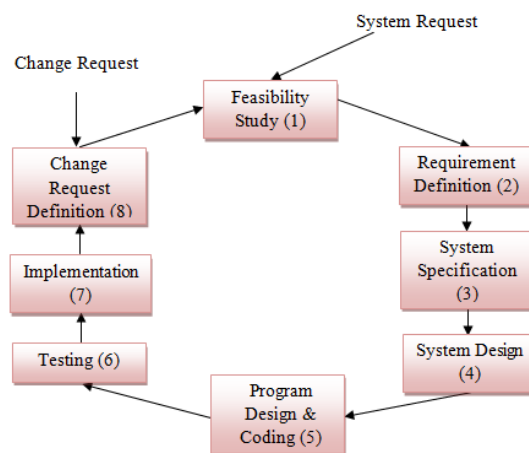 System Request
Change Request
Feasibility
Study (1)
Requirement
Definition (2)
System
Specification
(3)
System Design
(4)
Program
Design &
Coding (5)
Testing (6)
Implementation
(7)
Change
Request
Definition (8)